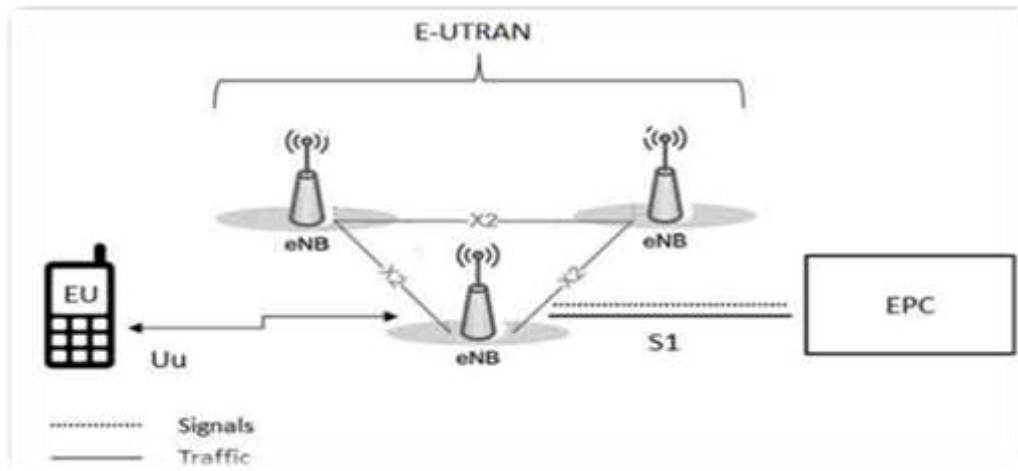 E-UTRAN
X2
eNB
eNB
X2
X2
EU
EPC
eNB
S1
Uu
Signals
Traffic